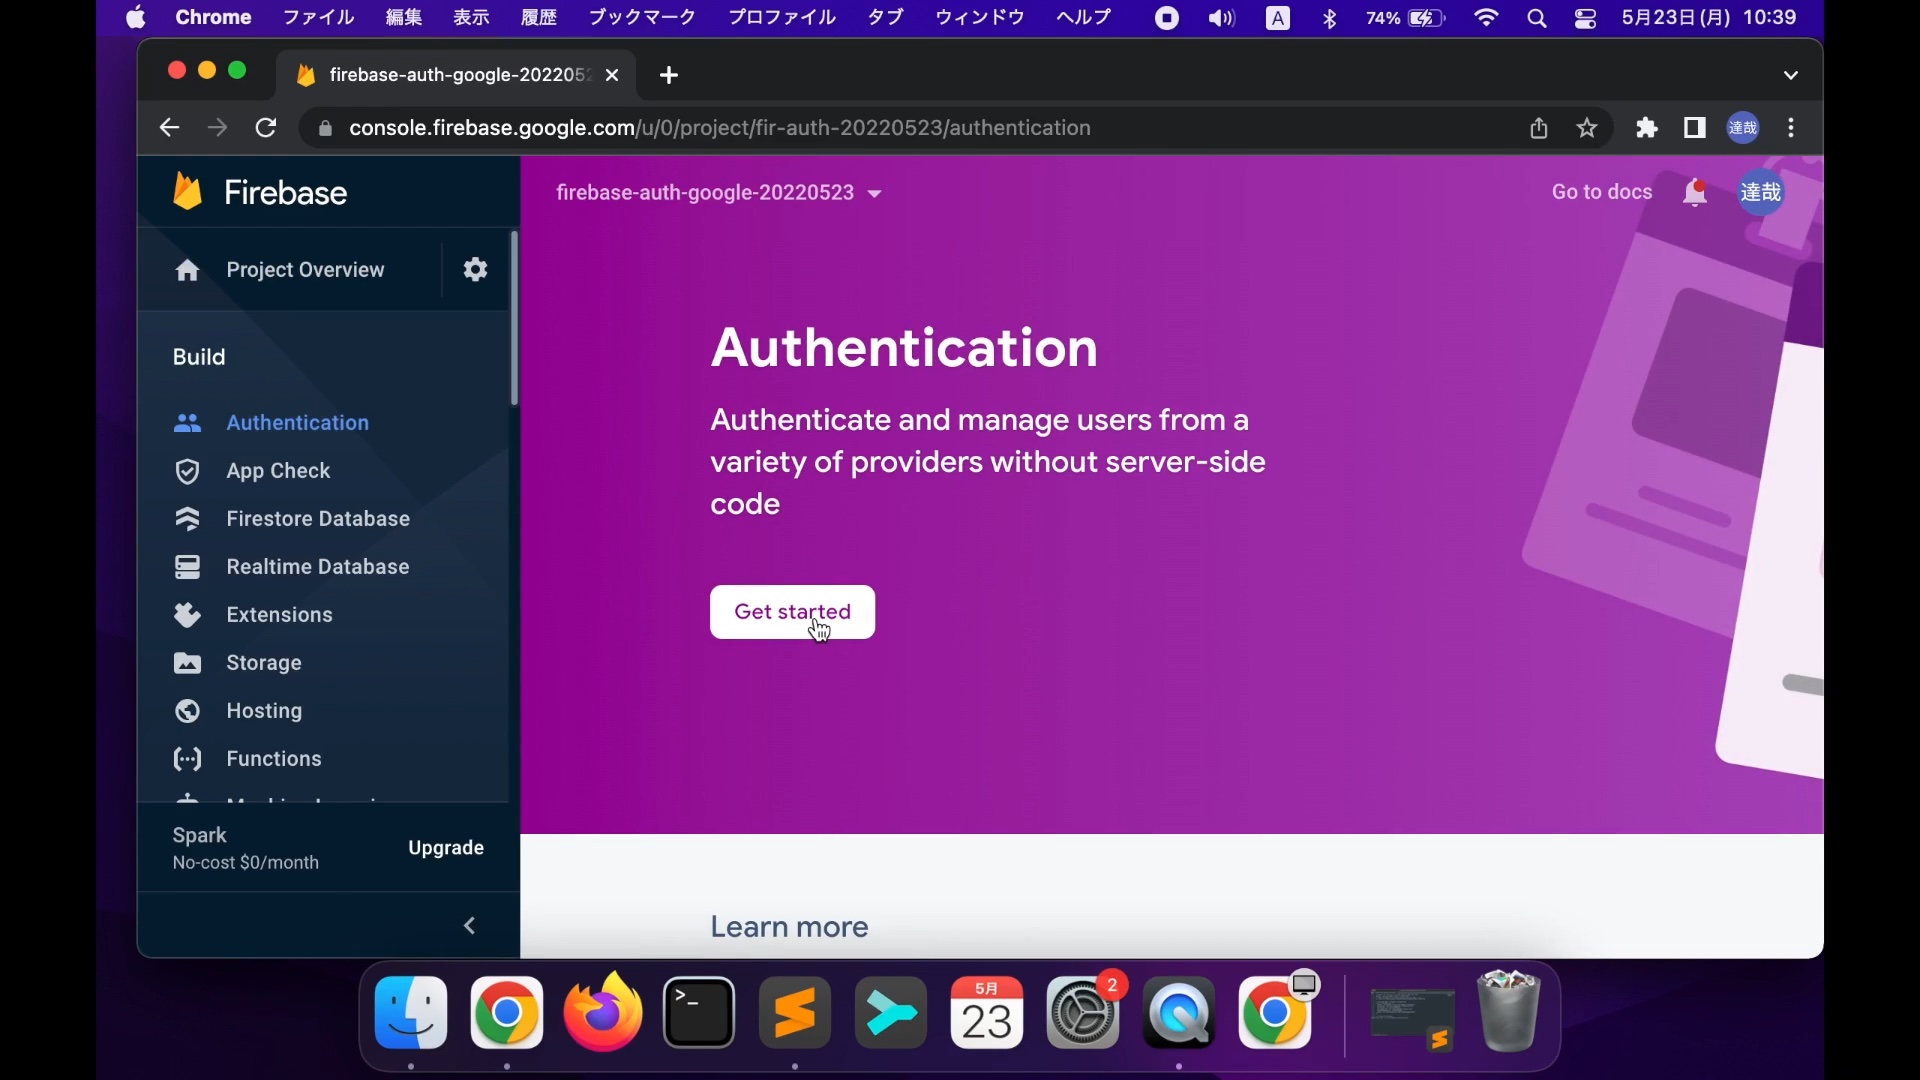 Chrome ファイル 編集 表示 履歴 ブックマーク プロファイル タブ ウィンドウ ヘルプ A 74% 5月23日(月) 10:39
firebase-auth-google-2022052
console.firebase.google.com/u/0/project/fir-auth-20220523/authentication
達哉
Firebase
firebase-auth-google-20220523
Go to docs
達哉
Project Overview
Build
Authentication
App Check
Firestore Database
Realtime Database
Extensions
Storage
Hosting
Functions
Spark
No-cost $0/month
Upgrade
Authentication
Authenticate and manage users from a
variety of providers without server-side
code
Get started
Learn more
5月
23
2